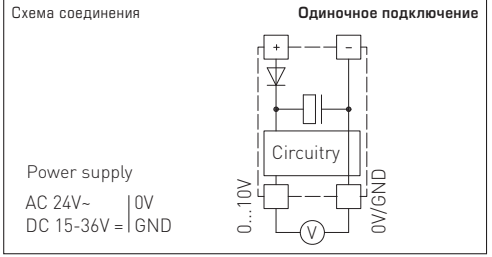 Схема соединения
Одиночное подключение
+ −
Circuitry
Power supply
AC 24V~ | 0V
DC 15-36V = | GND
0...10V
0V/GND
V